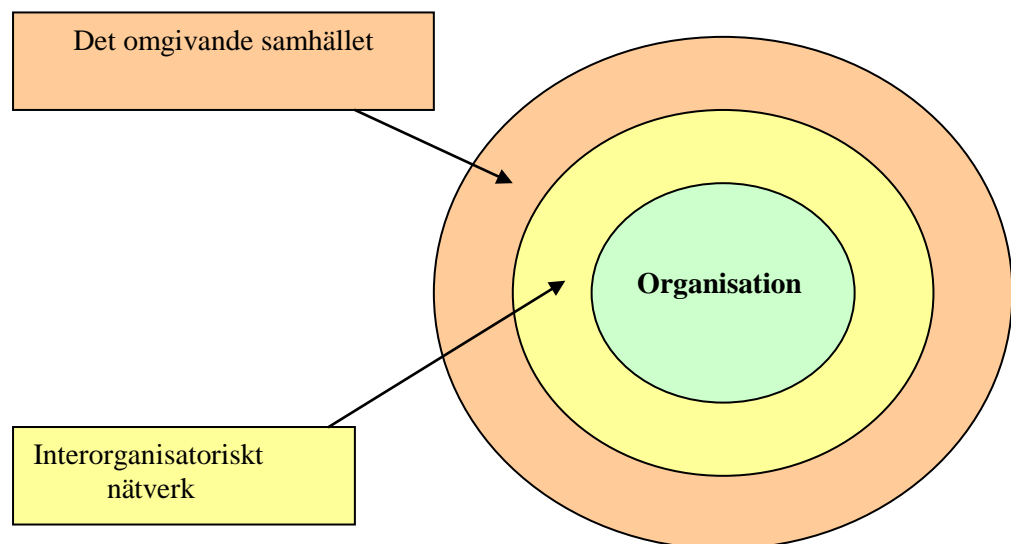 Det omgivande samhället
Organisation
Interorganisatoriskt
nätverk